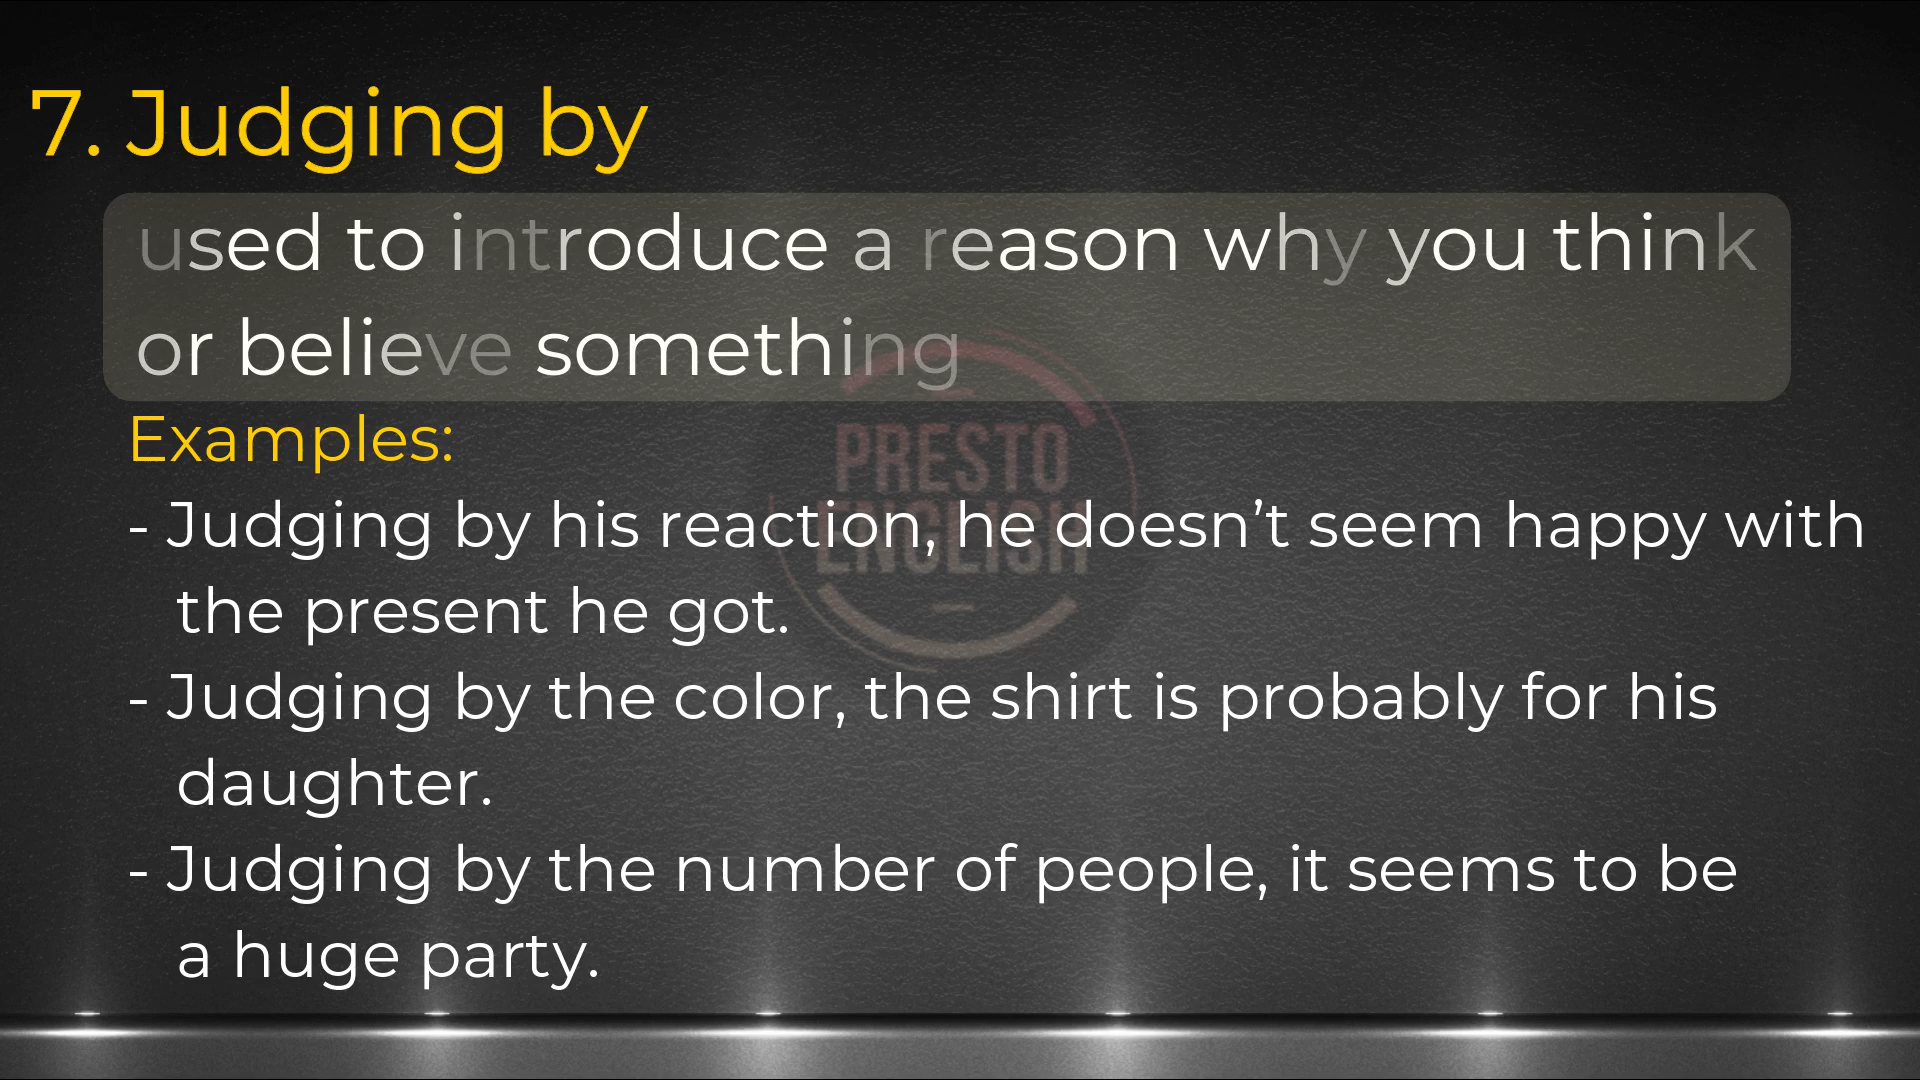 7. Judging by
used to introduce a reason why you think
or believe something
Examples:
- Judging by his reaction, he doesn’t seem happy with
the present he got.
- Judging by the color, the shirt is probably for his
daughter.
- Judging by the number of people, it seems to be
a huge party.
PRESTO
ENGLISH